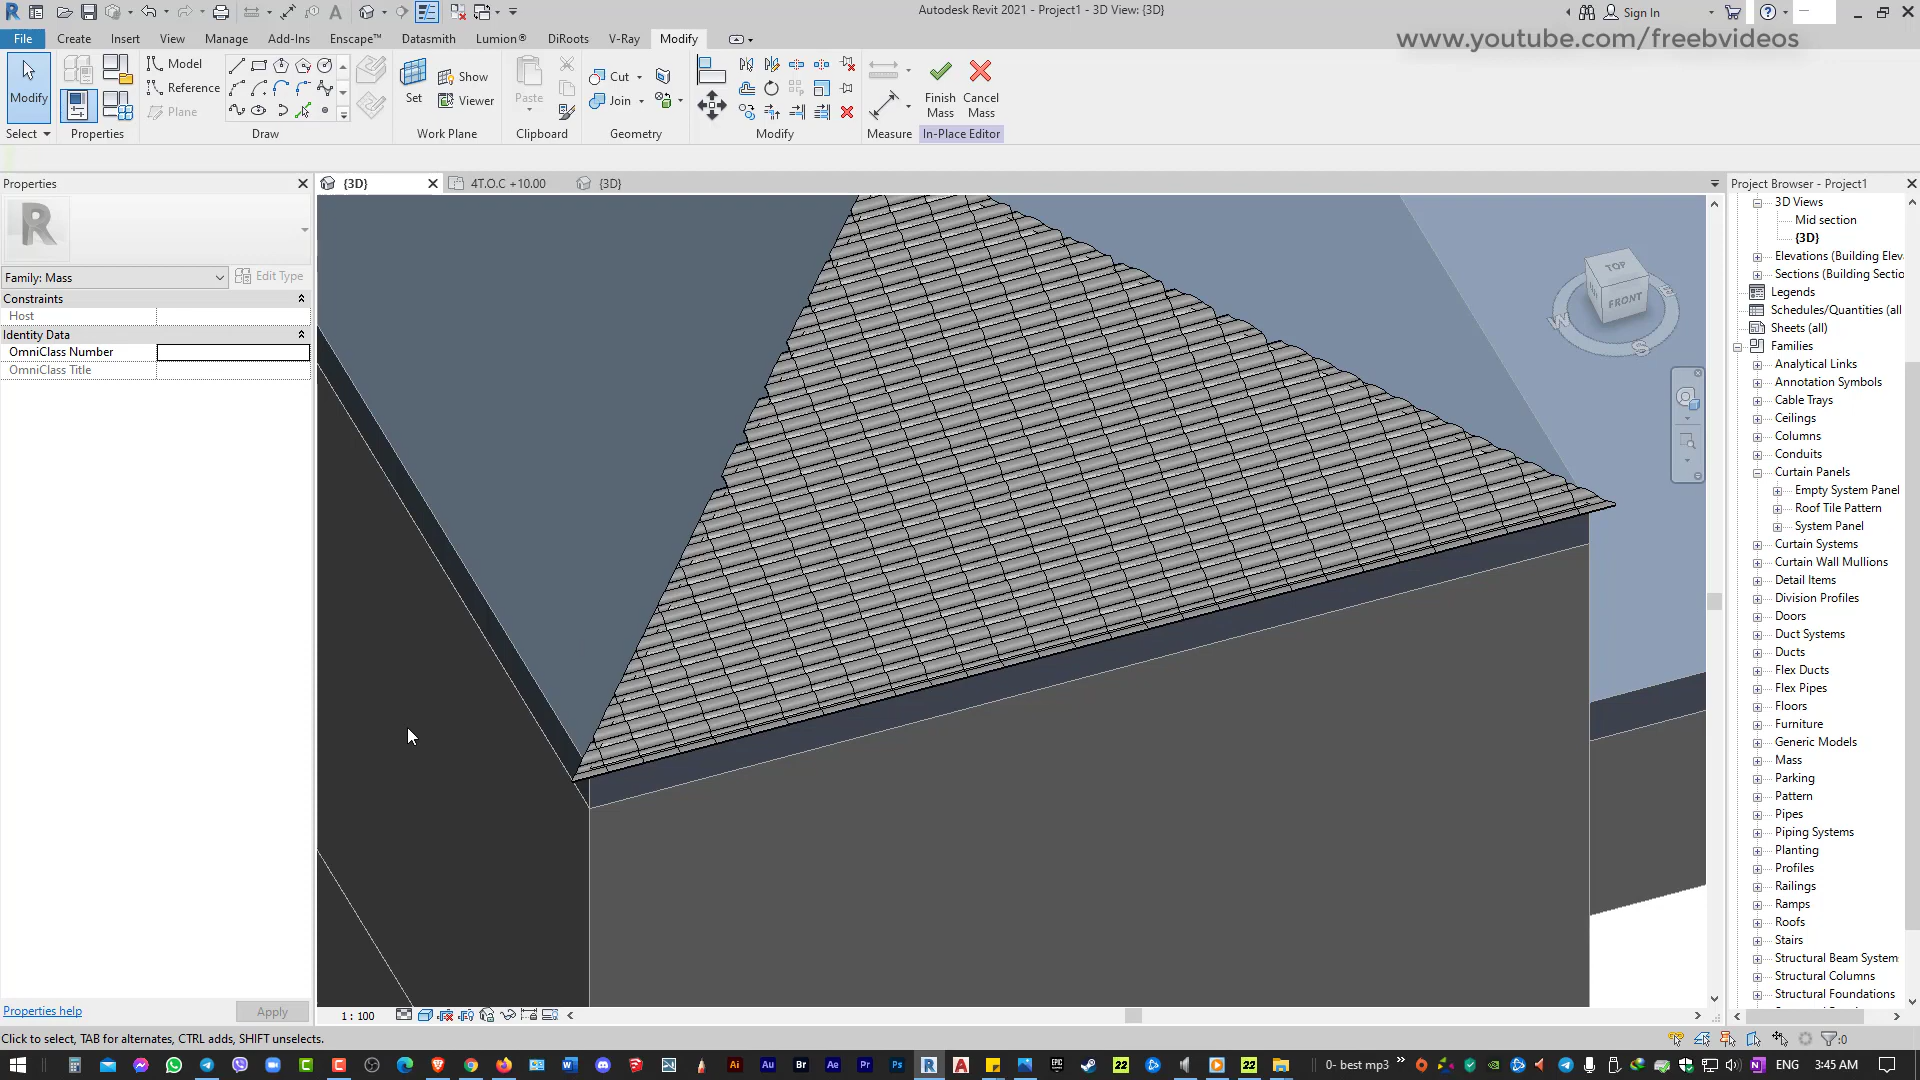 Autodesk Revit 2021 - Project1 - 3D View: {3D}
Sign In
File Create Insert View Manage Add-Ins Enscape™ Datasmith Lumion® DiRoots V-Ray Modify
www.youtube.com/freebvideos
Modify
Model
Reference
Plane
Set
Show
Viewer
Paste
Cut
Join
Finish Mass
Cancel Mass
Select Properties Draw Work Plane Clipboard Geometry Modify Measure In-Place Editor
Properties
{3D}
4T.O.C +10.00
{3D}
Project Browser - Project1
Family: Mass
Edit Type
Constraints
Host
Identity Data
OmniClass Number
OmniClass Title
Properties help
Apply
TOP
FRONT
W
S
3D Views
Mid section
{3D}
Elevations (Building Elev
Sections (Building Sectio
Legends
Schedules/Quantities (all
Sheets (all)
Families
Analytical Links
Annotation Symbols
Cable Trays
Ceilings
Columns
Conduits
Curtain Panels
Empty System Panel
Roof Tile Pattern
System Panel
Curtain Systems
Curtain Wall Mullions
Detail Items
Division Profiles
Doors
Duct Systems
Ducts
Flex Ducts
Flex Pipes
Floors
Furniture
Generic Models
Mass
Parking
Pattern
Pipes
Piping Systems
Planting
Profiles
Railings
Ramps
Roofs
Stairs
Structural Beam System
Structural Columns
Structural Foundations
1 : 100
Click to select, TAB for alternates, CTRL adds, SHIFT unselects.
:0
0- best mp3
ENG
3:45 AM